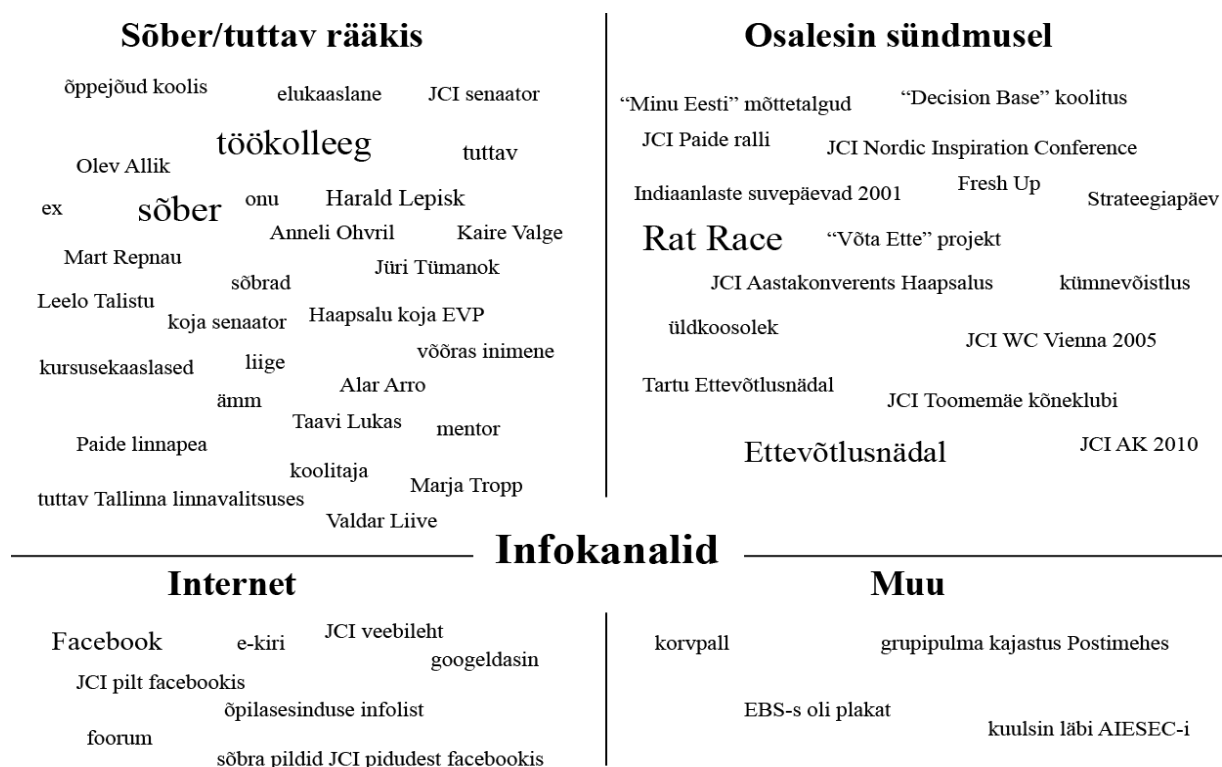 Sõber/tuttav rääkis
õppejõud koolis
elukaaslane
JCI senaator
töökolleeg
tuttav
Olev Allik
ex
sõber
onu
Harald Lepisk
Anneli Ohvril
Kaire Valge
Mart Repnau
Jüri Tümanok
sõbrad
Leelo Talistu
koja senaator
Haapsalu koja EVP
võõras inimene
kursusekaaslased
liige
Alar Arro
ämm
Taavi Lukas
mentor
Paide linnapea
koolitaja
Marja Tropp
tuttav Tallinna linnavalitsuses
Valdar Liive
Osalesin sündmusel
“Minu Eesti” mõttetalgud
“Decision Base” koolitus
JCI Paide ralli
JCI Nordic Inspiration Conference
Indiaanlaste suvepäevad 2001
Fresh Up
Strateegiapäev
Rat Race
“Võta Ette” projekt
JCI Aastakonverents Haapsalus
kümnevõistlus
üldkoosolek
JCI WC Vienna 2005
Tartu Ettevõtlusnädal
JCI Toomemäe kõneklubi
Ettevõtlusnädal
JCI AK 2010
Infokanalid
Internet
Facebook
e-kiri
JCI veebileht
googeldasin
JCI pilt facebookis
õpilasesinduse infolist
foorum
sõbra pildid JCI pidudest facebookis
Muu
korvpall
grupipulma kajastus Postimehes
EBS-s oli plakat
kuulsin läbi AIESEC-i